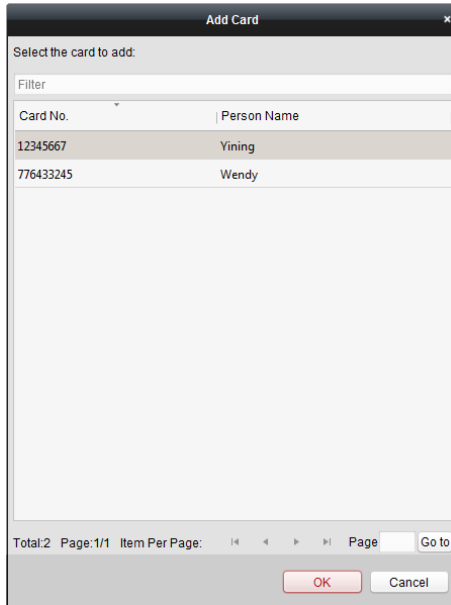 Add Card ×
Select the card to add:
Filter
Card No. Person Name
12345667 Yining
776433245 Wendy
Total:2 Page:1/1 Item Per Page: Page Go to
OK Cancel